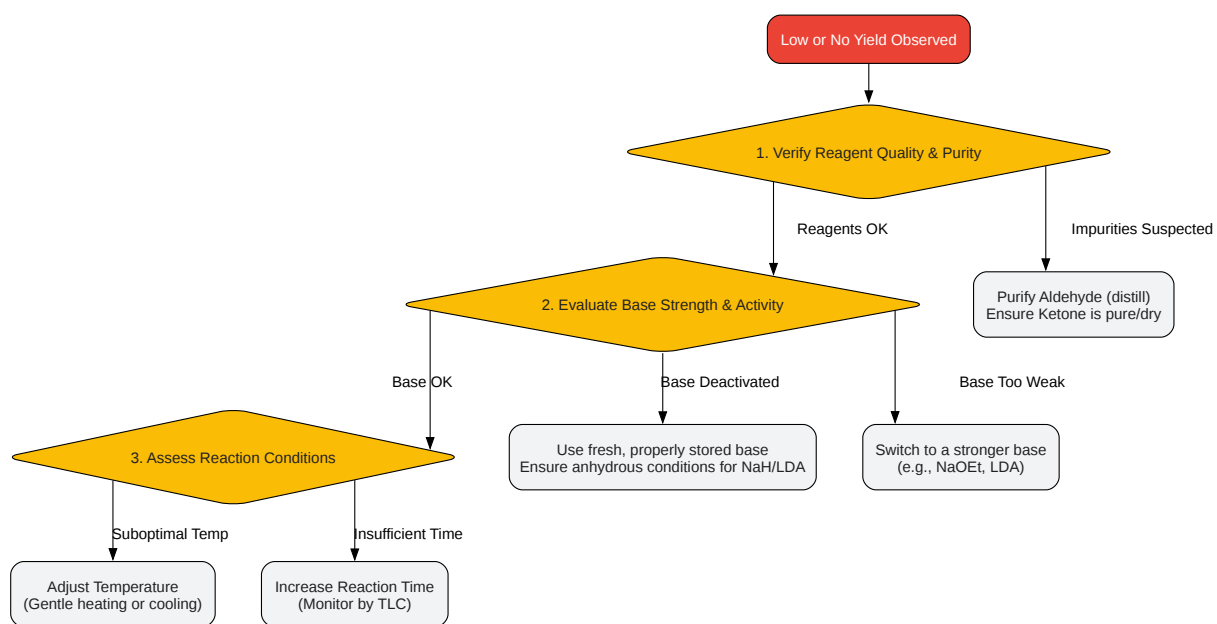 Low or No Yield Observed
1. Verify Reagent Quality & Purity
Reagents OK
Impurities Suspected
Purify Aldehyde (distill)
Ensure Ketone is pure/dry
2. Evaluate Base Strength & Activity
Base OK
Base Deactivated
Base Too Weak
Use fresh, properly stored base
Ensure anhydrous conditions for NaH/LDA
Switch to a stronger base
(e.g., NaOEt, LDA)
3. Assess Reaction Conditions
Suboptimal Temp
Insufficient Time
Adjust Temperature
(Gentle heating or cooling)
Increase Reaction Time
(Monitor by TLC)